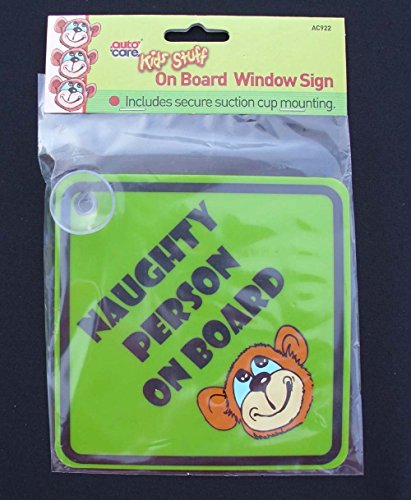 auto care
Kids Stuff
AC922
On Board Window Sign
Includes secure suction cup mounting.
NAUGHTY
PERSON
ON BOARD